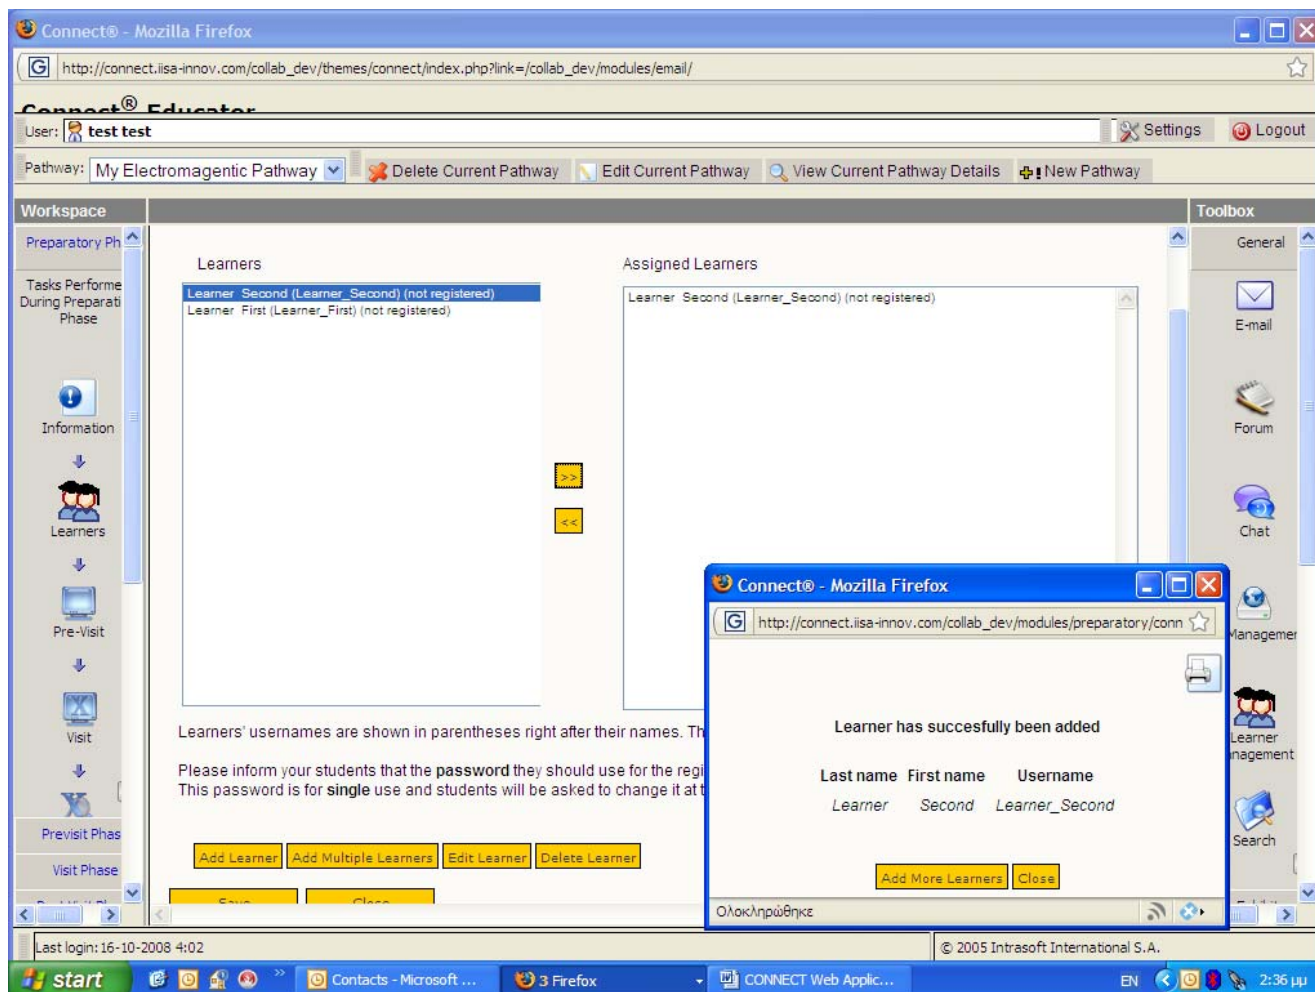 Connect® - Mozilla Firefox
http://connect.iisa-innov.com/collab_dev/themes/connect/index.php?link=/collab_dev/modules/email/
Connect® Educator
User: test test
Settings
Logout
Pathway: My Electromagentic Pathway
Delete Current Pathway
Edit Current Pathway
View Current Pathway Details
New Pathway
Workspace
Toolbox
Preparatory Ph
Tasks Performe
During Preparati
Phase
Information
Learners
Pre-Visit
Visit
Previsit Phas
Visit Phase
Learners
Learner Second (Learner_Second) (not registered)
Learner First (Learner_First) (not registered)
>>
<<
Assigned Learners
Learner Second (Learner_Second) (not registered)
Learners' usernames are shown in parentheses right after their names. Th
Please inform your students that the password they should use for the regi
This password is for single use and students will be asked to change it at t
Add Learner
Add Multiple Learners
Edit Learner
Delete Learner
Save
Close
General
E-mail
Forum
Chat
Managemer
Learner
nagement
Search
Connect® - Mozilla Firefox
http://connect.iisa-innov.com/collab_dev/modules/preparatory/conn
Learner has succesfully been added
Last name First name Username
Learner Second Learner_Second
Add More Learners
Close
Ολοκληρώθηκε
Last login: 16-10-2008 4:02
© 2005 Intrasoft International S.A.
start
Contacts - Microsoft ...
3 Firefox
CONNECT Web Applic...
EN
2:36 μμ